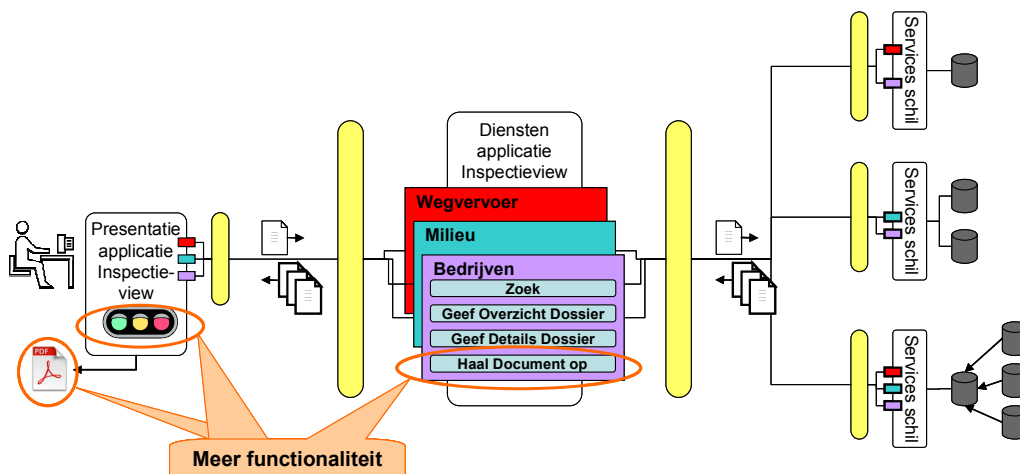 Diensten
applicatie
Inspectieview
Wegvervoer
Milieu
Bedrijven
Zoek
Geef Overzicht Dossier
Geef Details Dossier
Haal Document op
Presentatie
applicatie
Inspectie-
view
PDF
Meer functionaliteit
Services schil
Services schil
Services schil